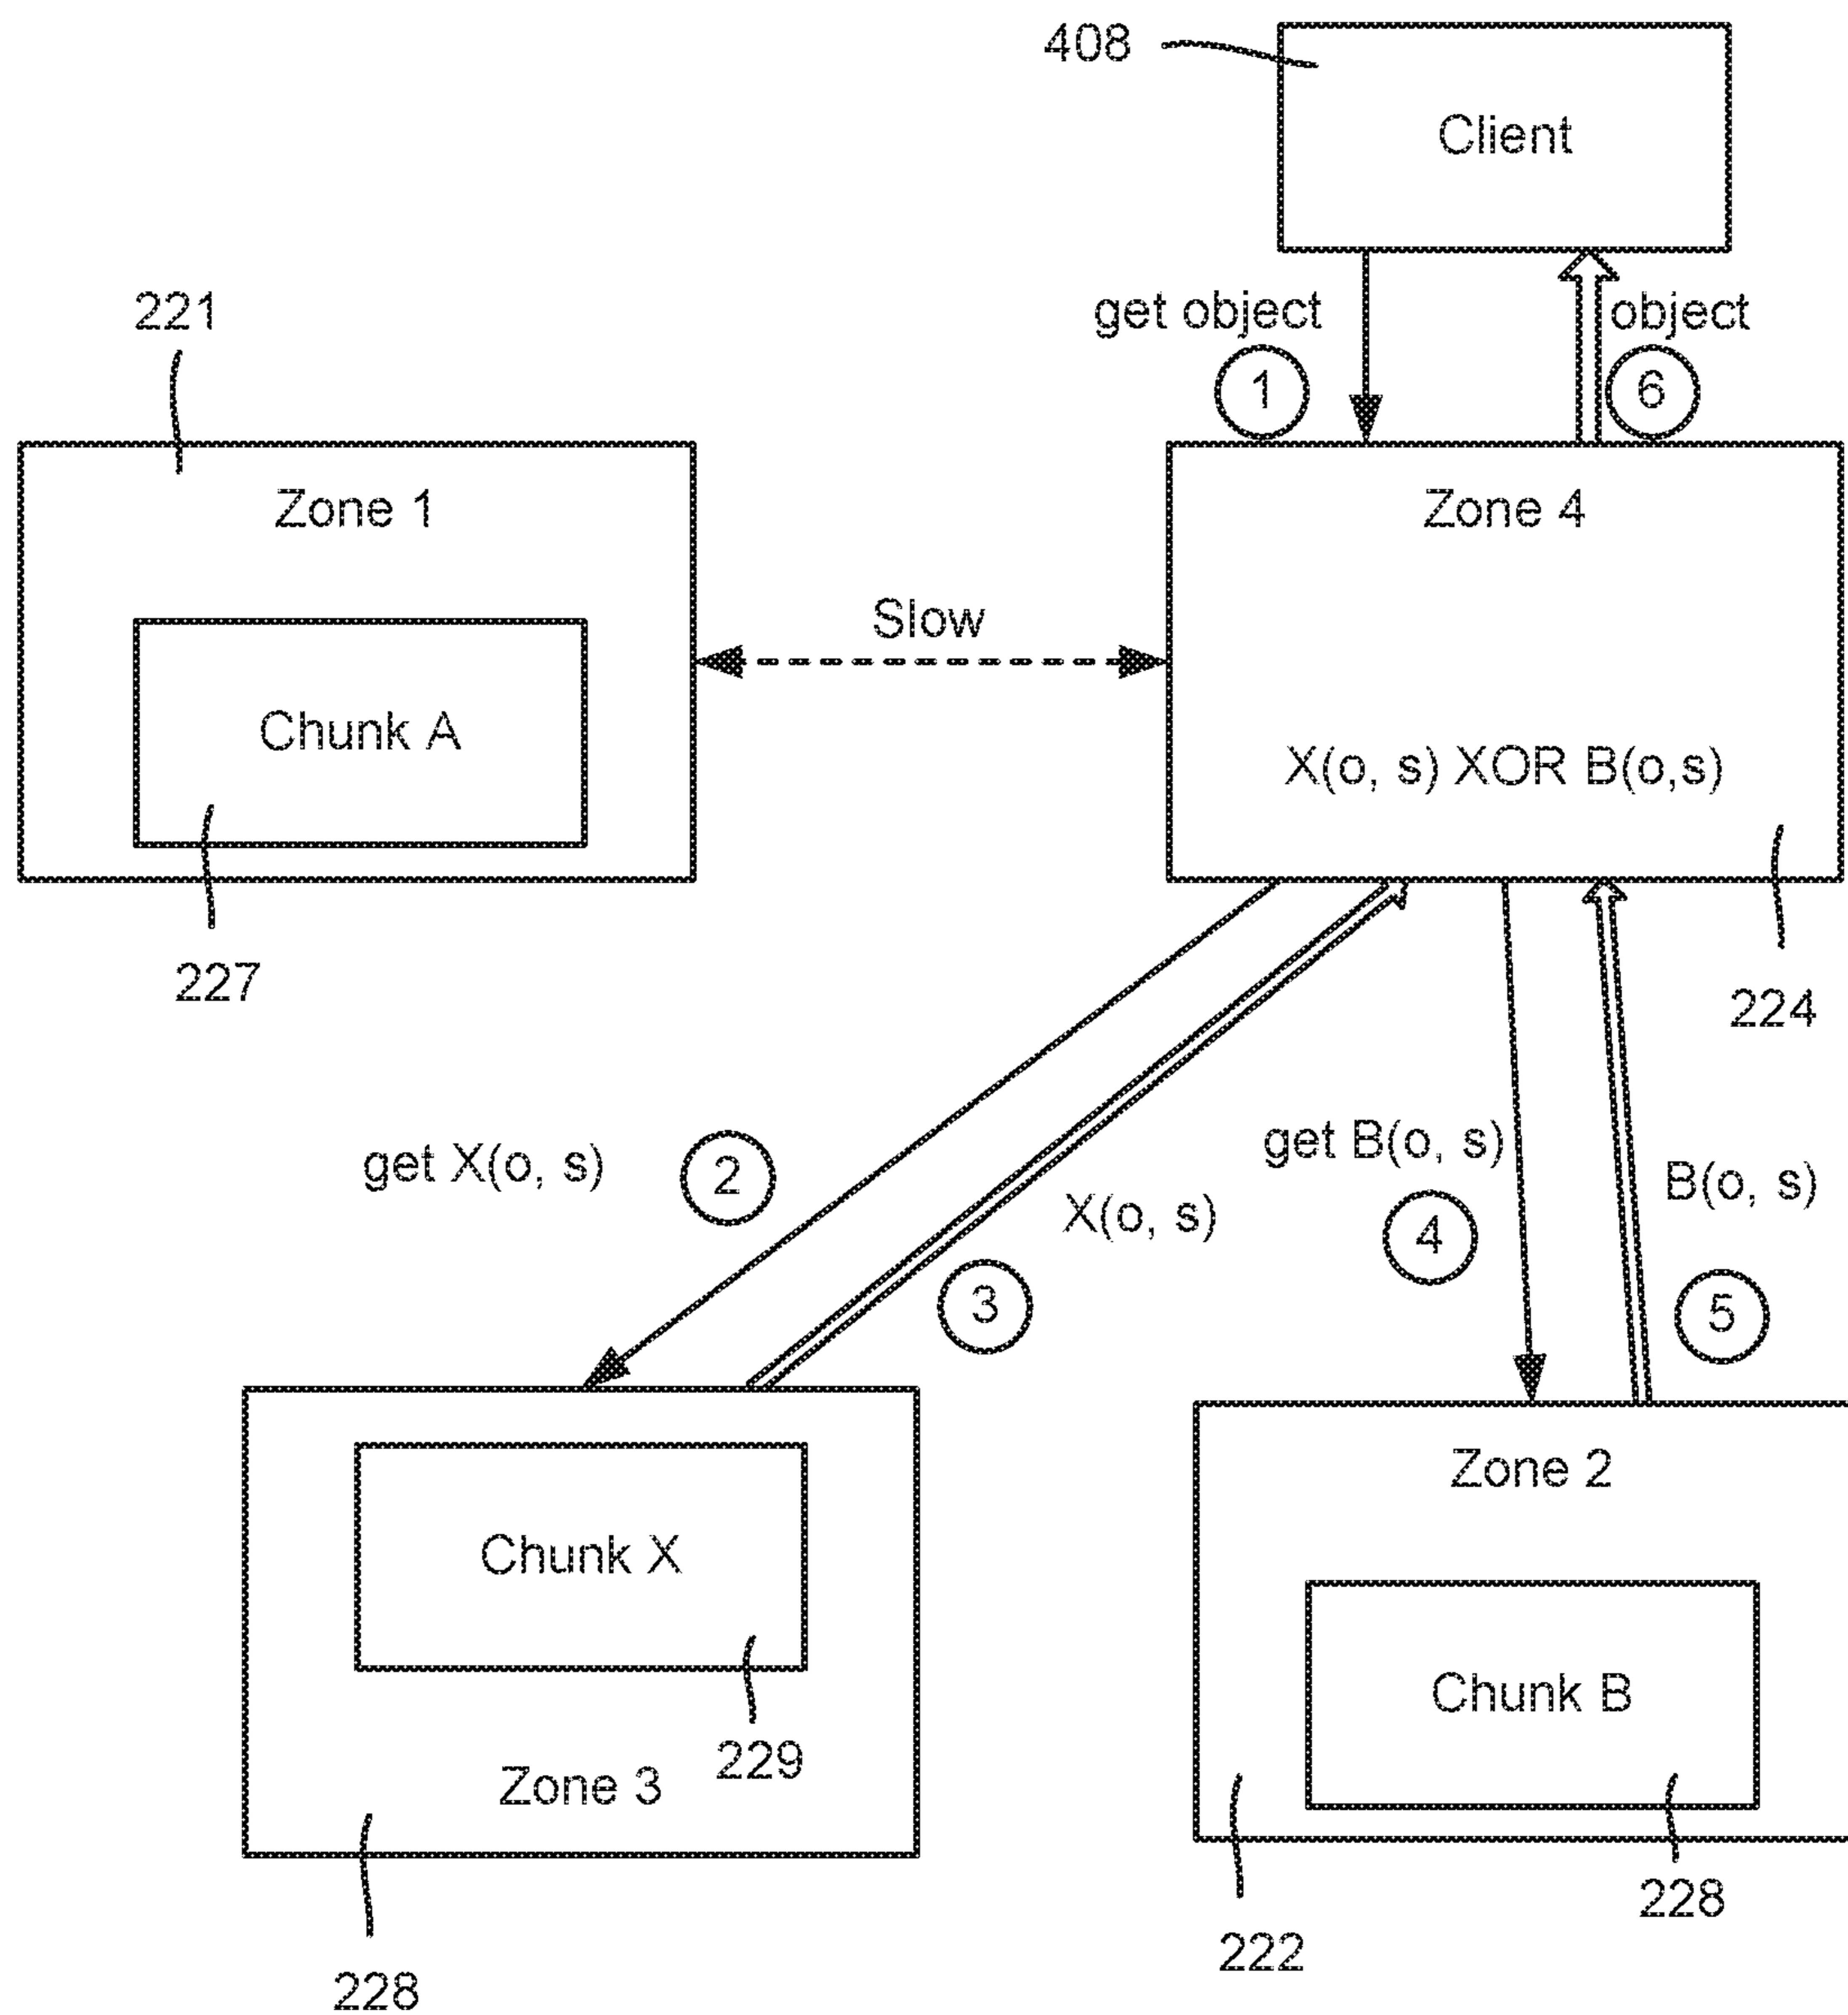 408
Client
221
get object
object
1
6
Zone 1
Zone 4
Slow
Chunk A
X(o, s) XOR B(o,s)
227
224
get X(o, s)
2
get B(o, s)
B(o, s)
X(o, s)
4
3
5
Zone 2
Chunk X
Chunk B
229
Zone 3
228
222
228